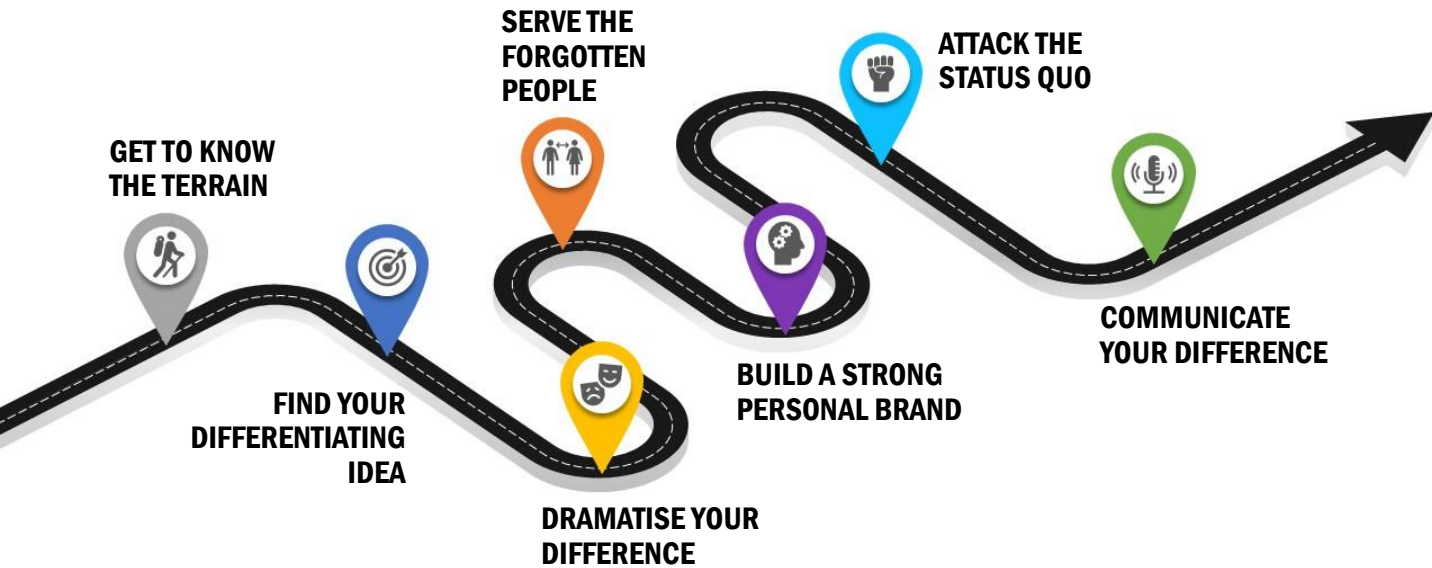 GET TO KNOW
THE TERRAIN
FIND YOUR
DIFFERENTIATING
IDEA
DRAMATISE YOUR
DIFFERENCE
SERVE THE
FORGOTTEN
PEOPLE
BUILD A STRONG
PERSONAL BRAND
ATTACK THE
STATUS QUO
COMMUNICATE
YOUR DIFFERENCE